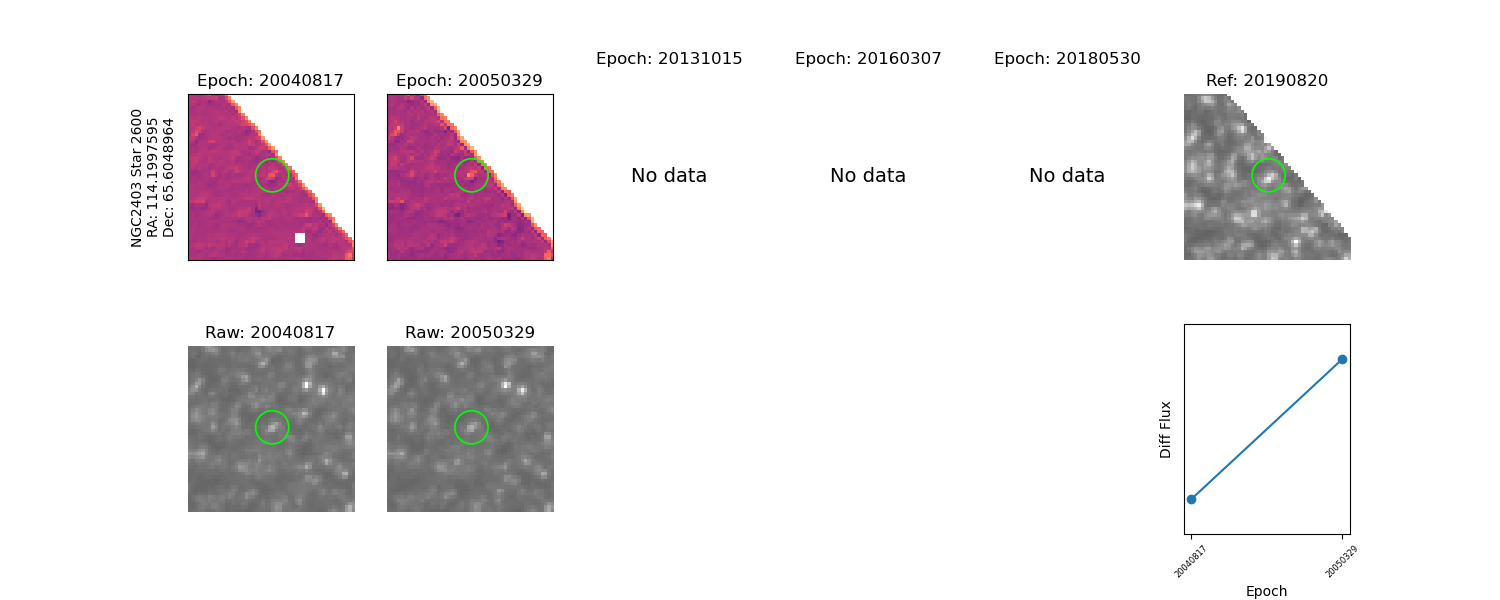 Epoch: 20040817
Epoch: 20050329
Epoch: 20131015
Epoch: 20160307
Epoch: 20180530
Ref: 20190820
NGC2403 Star 2600
RA: 114.1997595
Dec: 65.6048964
No data
No data
No data
Raw: 20040817
Raw: 20050329
Diff Flux
20040817
20050329
Epoch